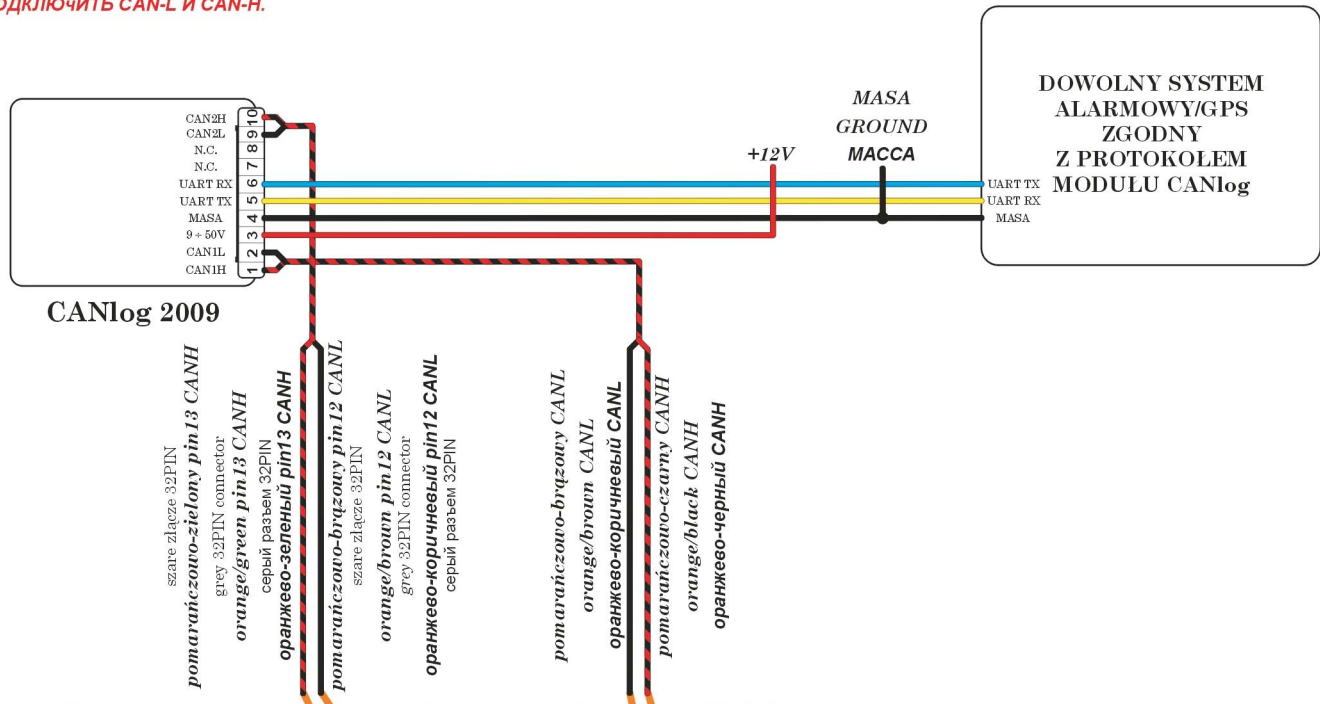 ОДКЛЮЧИТЬ CAN-L И CAN-H.
CAN2H 10
CAN2L 9
N.C. 8
N.C. 7
UART RX 6
UART TX 5
MASA 4
9 ÷ 50V 3
CAN1L 2
CAN1H 1
CANlog 2009
+12V
MASA
GROUND
МАССА
DOWOLNY SYSTEM
ALARMOWY/GPS
ZGODNY
Z PROTOKOŁEM
MODUŁU CANlog
UART TX
UART RX
MASA
szare złącze 32PIN
pomarańczowo-zielony pin13 CANH
grey 32PIN connector
orange/green pin13 CANH
серый разъем 32PIN
оранжево-зеленый pin13 CANH
pomarańczowo-brązowy pin12 CANL
szare złącze 32PIN
orange/brown pin12 CANL
grey 32PIN connector
оранжево-коричневый pin12 CANL
серый разъем 32PIN
pomarańczowo-brązowy CANL
orange/brown CANL
оранжево-коричневый CANL
pomarańczowo-czarny CANH
orange/black CANH
оранжево-черный CANH